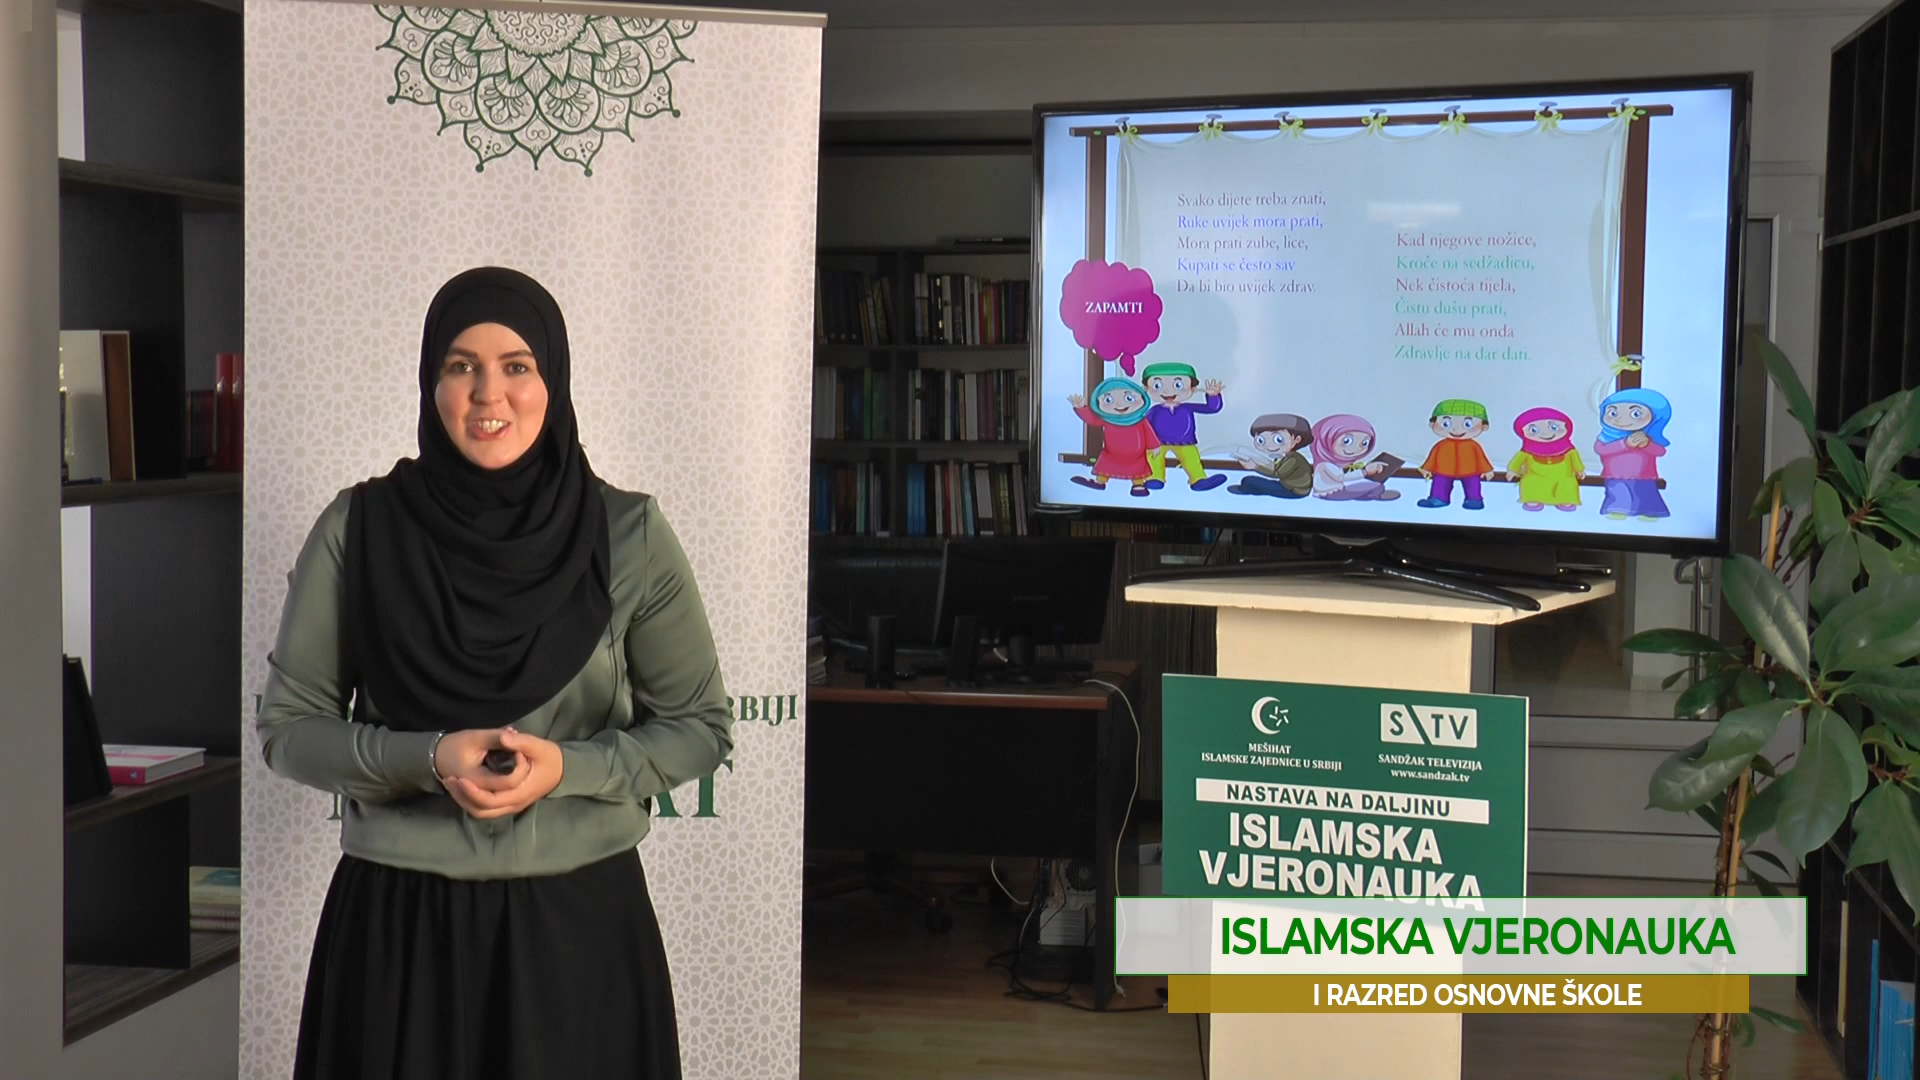 Svako dijete treba znati,
Ruke uvijek mora prati,
Mora prati zube, lice,
Kupati se često sav
Da bi bio uvijek zdrav.
Kad njegove nožice,
Kroče na sedžadicu,
Nek čistoća tijela,
Čistu dušu prati,
Allah će mu onda
Zdravlje na dar dati.
ZAPAMTI
RBIJI
AT
MEŠIHAT
ISLAMSKE ZAJEDNICE U SRBIJI
S TV
SANDŽAK TELEVIZIJA
www.sandzak.tv
NASTAVA NA DALJINU
ISLAMSKA
VJERONAUKA
ISLAMSKA VJERONAUKA
I RAZRED OSNOVNE ŠKOLE